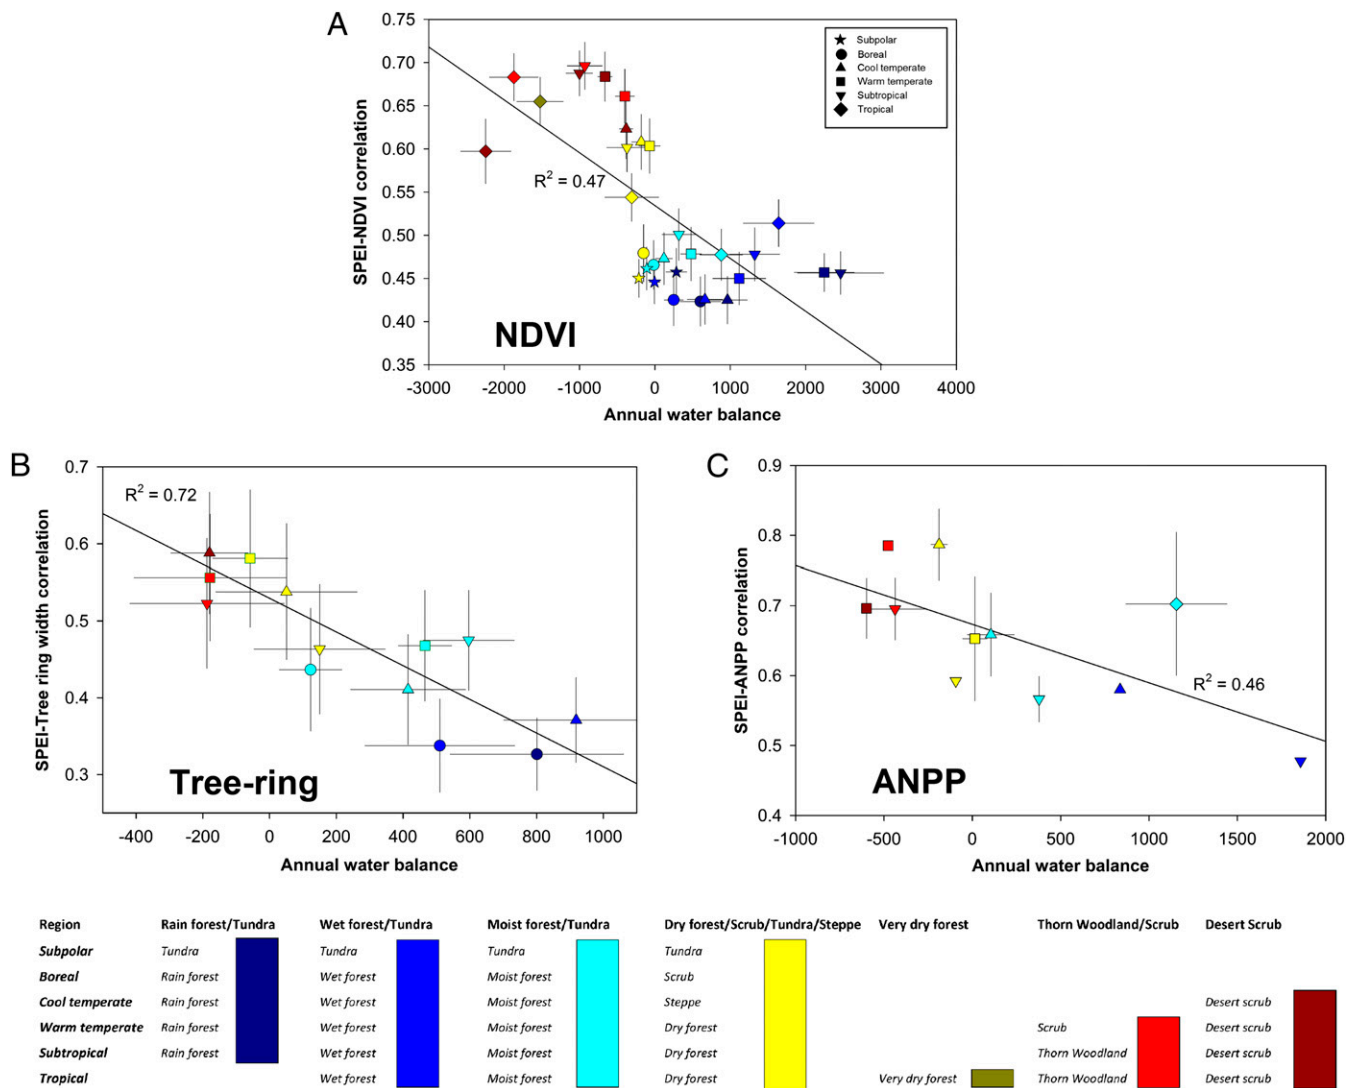 A
0.75
0.70
0.65
0.60
0.55
0.50
0.45
0.40
0.35
SPEI-NDVI correlation
Subpolar
Boreal
Cool temperate
Warm temperate
Subtropical
Tropical
R² = 0.47
NDVI
-3000 -2000 -1000 0 1000 2000 3000 4000
Annual water balance
B
0.7
0.6
0.5
0.4
0.3
SPEI-Tree ring width correlation
R² = 0.72
Tree-ring
-400 -200 0 200 400 600 800 1000
Annual water balance
C
0.9
0.8
0.7
0.6
0.5
0.4
SPEI-ANPP correlation
R² = 0.46
ANPP
-1000 -500 0 500 1000 1500 2000
Annual water balance
Region Rain forest/Tundra Wet forest/Tundra Moist forest/Tundra Dry forest/Scrub/Tundra/Steppe Very dry forest Thorn Woodland/Scrub Desert Scrub
Subpolar Tundra Tundra Tundra Tundra
Boreal Rain forest Wet forest Moist forest Scrub
Cool temperate Rain forest Wet forest Moist forest Steppe Desert scrub
Warm temperate Rain forest Wet forest Moist forest Dry forest Scrub Desert scrub
Subtropical Rain forest Wet forest Moist forest Dry forest Thorn Woodland Desert scrub
Tropical Wet forest Moist forest Dry forest Very dry forest Thorn Woodland Desert scrub